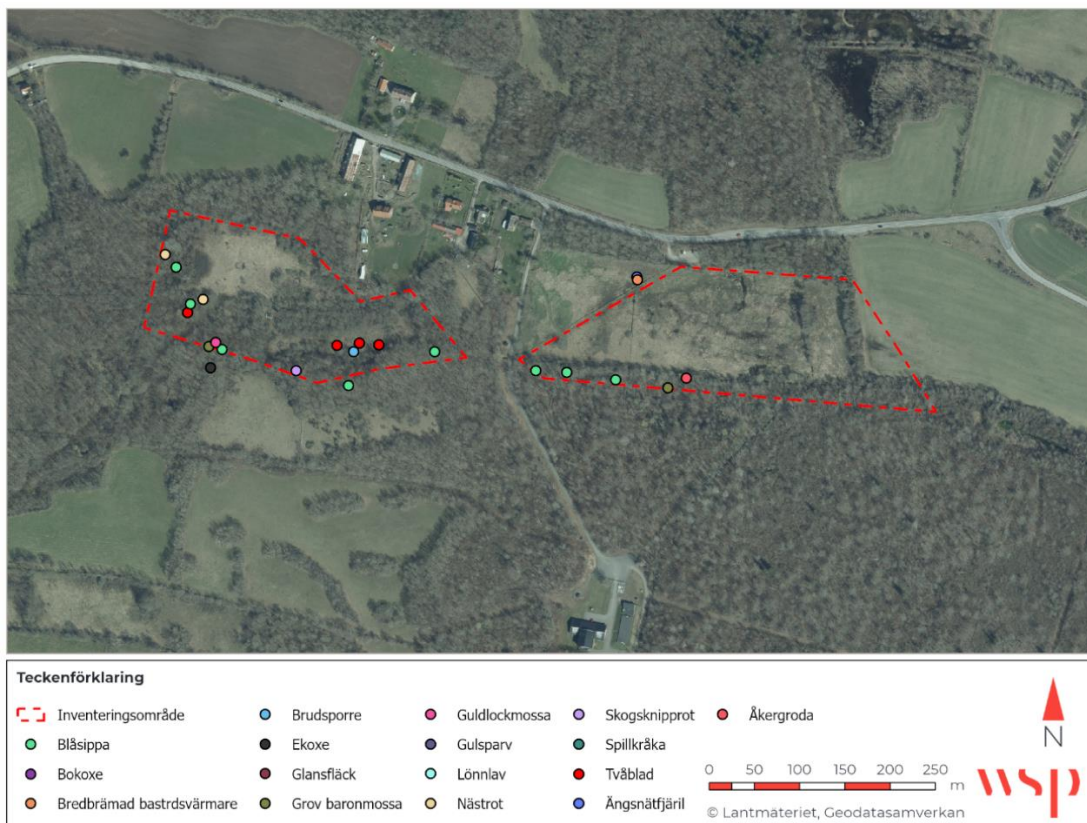 Teckenförklaring
Inventeringsområde
Blåsippa
Bokoxe
Bredbrämad bastrdsvärmare
Brudsporre
Ekoxe
Glansfläck
Grov baronmossa
Guldlockmossa
Gulsparv
Lönnlav
Nästrot
Skogsknipprot
Spillkråka
Tvåblad
Ängsnätfjäril
Åkergroda
N
0 50 100 150 200 250
m
© Lantmäteriet, Geodatasamverkan
wsp